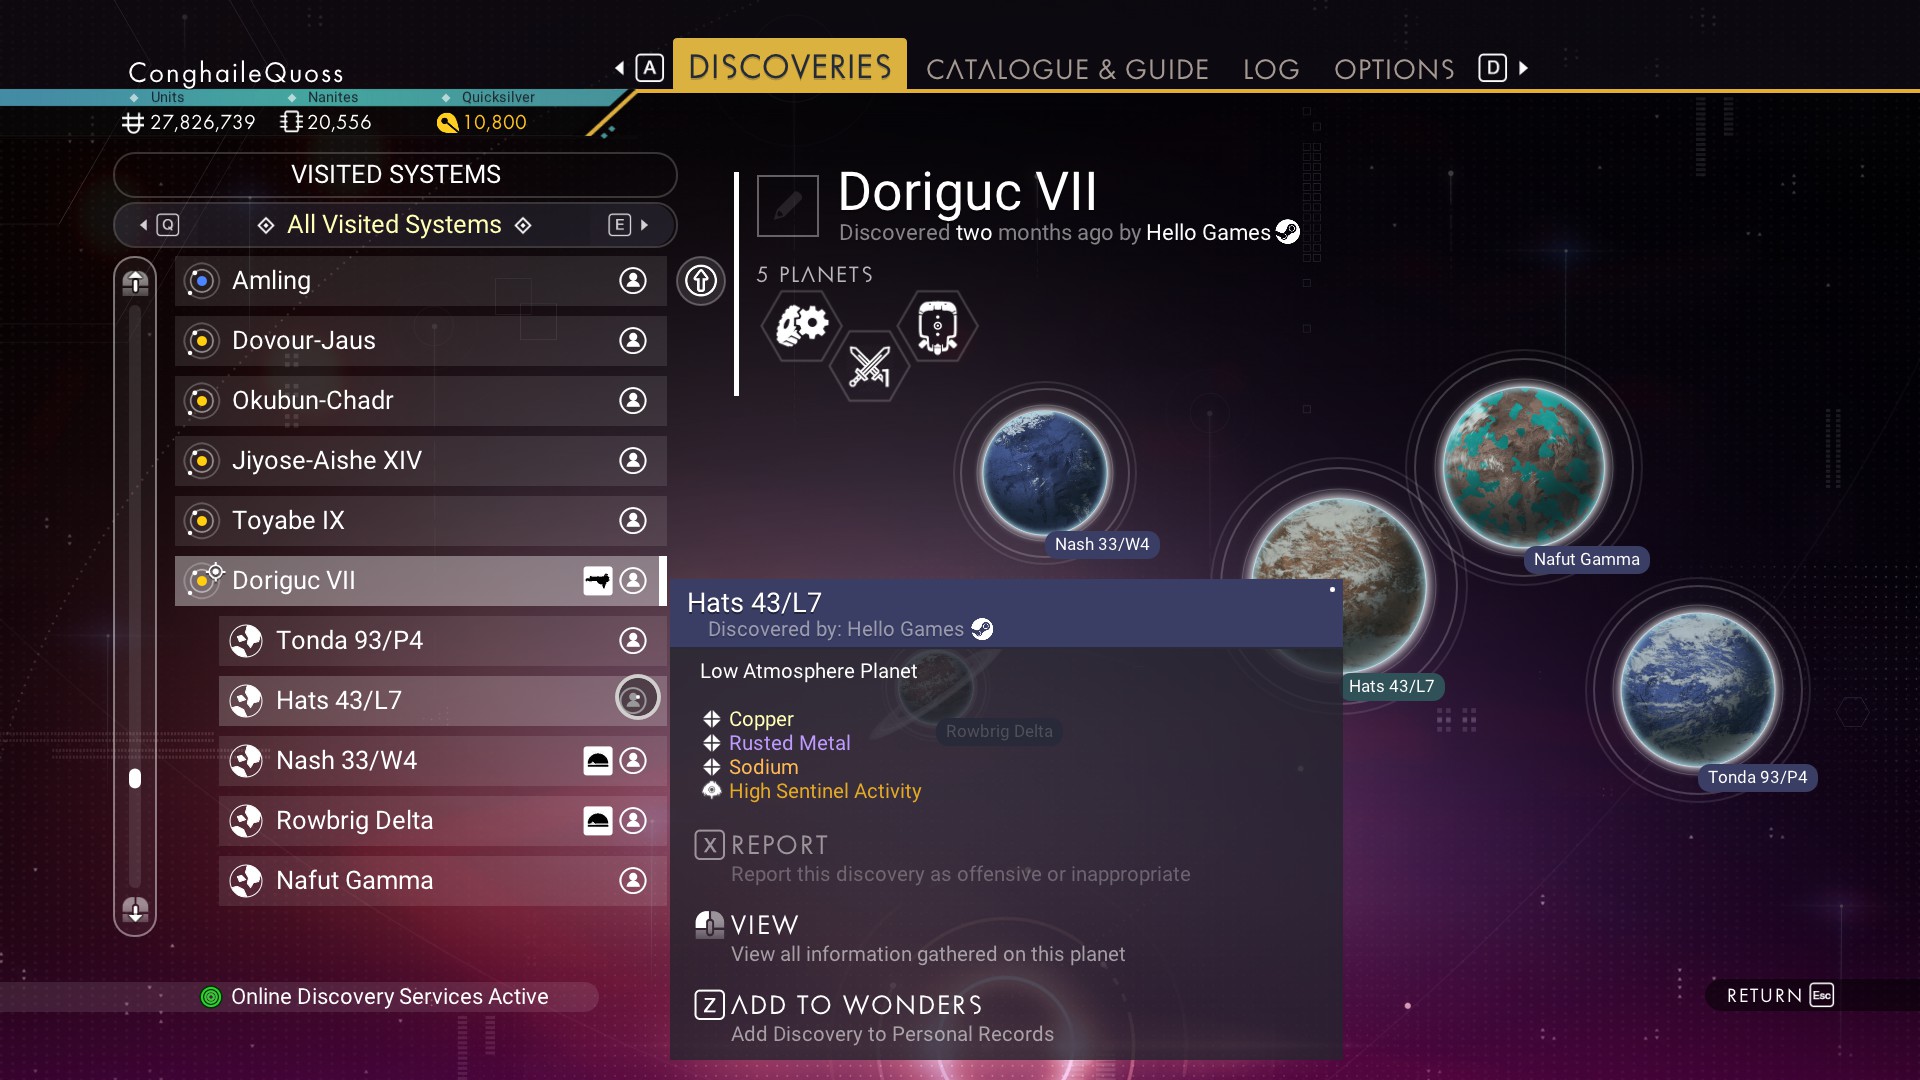 ConghaileQuoss
A
DISCOVERIES
CATALOGUE & GUIDE
LOG
OPTIONS
D
Units
Nanites
Quicksilver
27,826,739
20,556
10,800
VISITED SYSTEMS
Q
All Visited Systems
E
Amling
Dovour-Jaus
Okubun-Chadr
Jiyose-Aishe XIV
Toyabe IX
Doriguc VII
Tonda 93/P4
Hats 43/L7
Nash 33/W4
Rowbrig Delta
Nafut Gamma
Online Discovery Services Active
Doriguc VII
Discovered two months ago by Hello Games
5 PLANETS
1
Nash 33/W4
Nafut Gamma
Hats 43/L7
Tonda 93/P4
Rowbrig Delta
Hats 43/L7
Discovered by: Hello Games
Low Atmosphere Planet
Copper
Rusted Metal
Sodium
High Sentinel Activity
X REPORT
Report this discovery as offensive or inappropriate
VIEW
View all information gathered on this planet
Z ADD TO WONDERS
Add Discovery to Personal Records
RETURN Esc